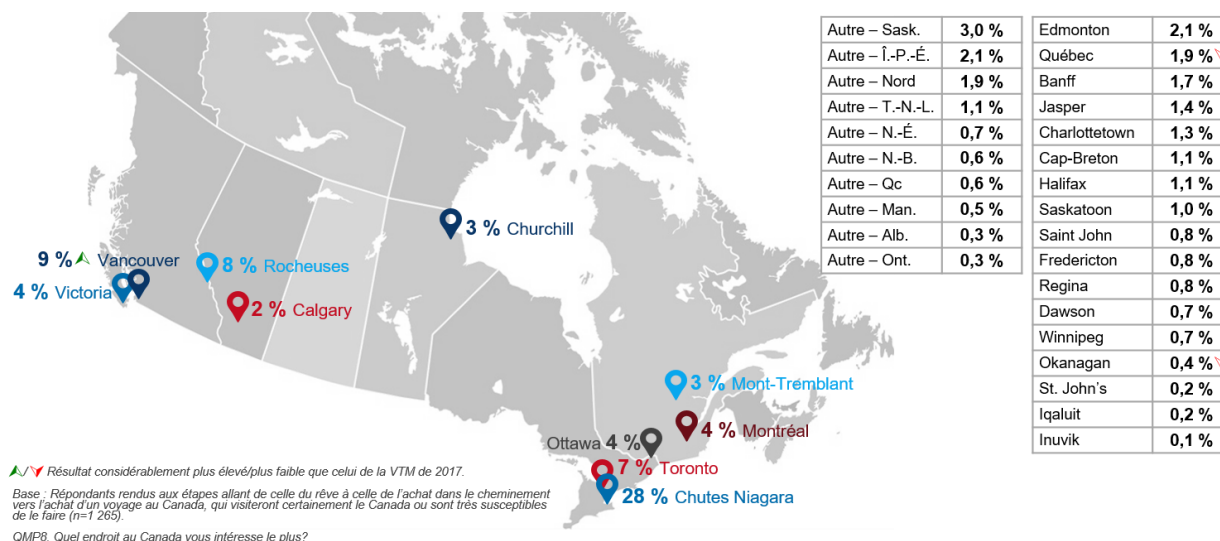 9 % Vancouver
4 % Victoria
8 % Rocheuses
2 % Calgary
3 % Churchill
3 % Mont-Tremblant
4 % Montréal
Ottawa 4 %
7 % Toronto
28 % Chutes Niagara
Autre – Sask. 3,0 %
Autre – Î.-P.-É. 2,1 %
Autre – Nord 1,9 %
Autre – T.-N.-L. 1,1 %
Autre – N.-É. 0,7 %
Autre – N.-B. 0,6 %
Autre – Qc 0,6 %
Autre – Man. 0,5 %
Autre – Alb. 0,3 %
Autre – Ont. 0,3 %
Edmonton 2,1 %
Québec 1,9 %
Banff 1,7 %
Jasper 1,4 %
Charlottetown 1,3 %
Cap-Breton 1,1 %
Halifax 1,1 %
Saskatoon 1,0 %
Saint John 0,8 %
Fredericton 0,8 %
Regina 0,8 %
Dawson 0,7 %
Winnipeg 0,7 %
Okanagan 0,4 %
St. John’s 0,2 %
Iqaluit 0,2 %
Inuvik 0,1 %
/ Résultat considérablement plus élevé/plus faible que celui de la VTM de 2017.
Base : Répondants rendus aux étapes allant de celle du rêve à celle de l’achat dans le cheminement
vers l’achat d’un voyage au Canada, qui visiteront certainement le Canada ou sont très susceptibles
de le faire (n=1 265).
QMP8. Quel endroit au Canada vous intéresse le plus?